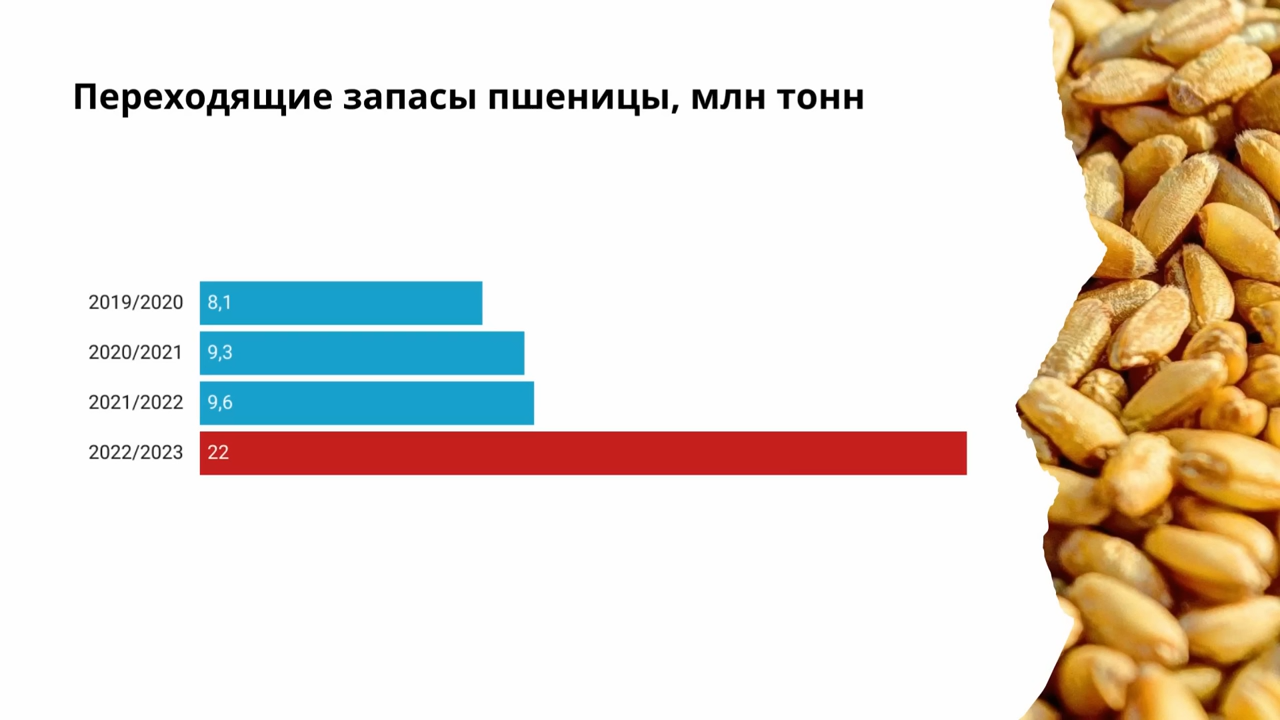 Переходящие запасы пшеницы, млн тонн
2019/2020 8,1
2020/2021 9,3
2021/2022 9,6
2022/2023 22